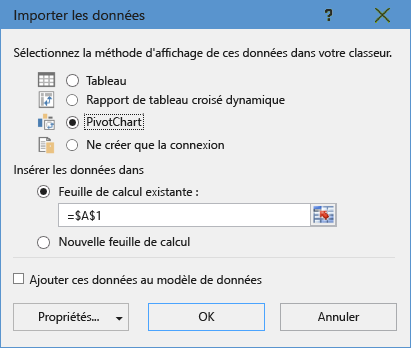 Importer les données
?
Sélectionnez la méthode d'affichage de ces données dans votre classeur.
Tableau
Rapport de tableau croisé dynamique
PivotChart
Ne créer que la connexion
Insérer les données dans
Feuille de calcul existante :
=$A$1
Nouvelle feuille de calcul
Ajouter ces données au modèle de données
Propriétés... OK Annuler